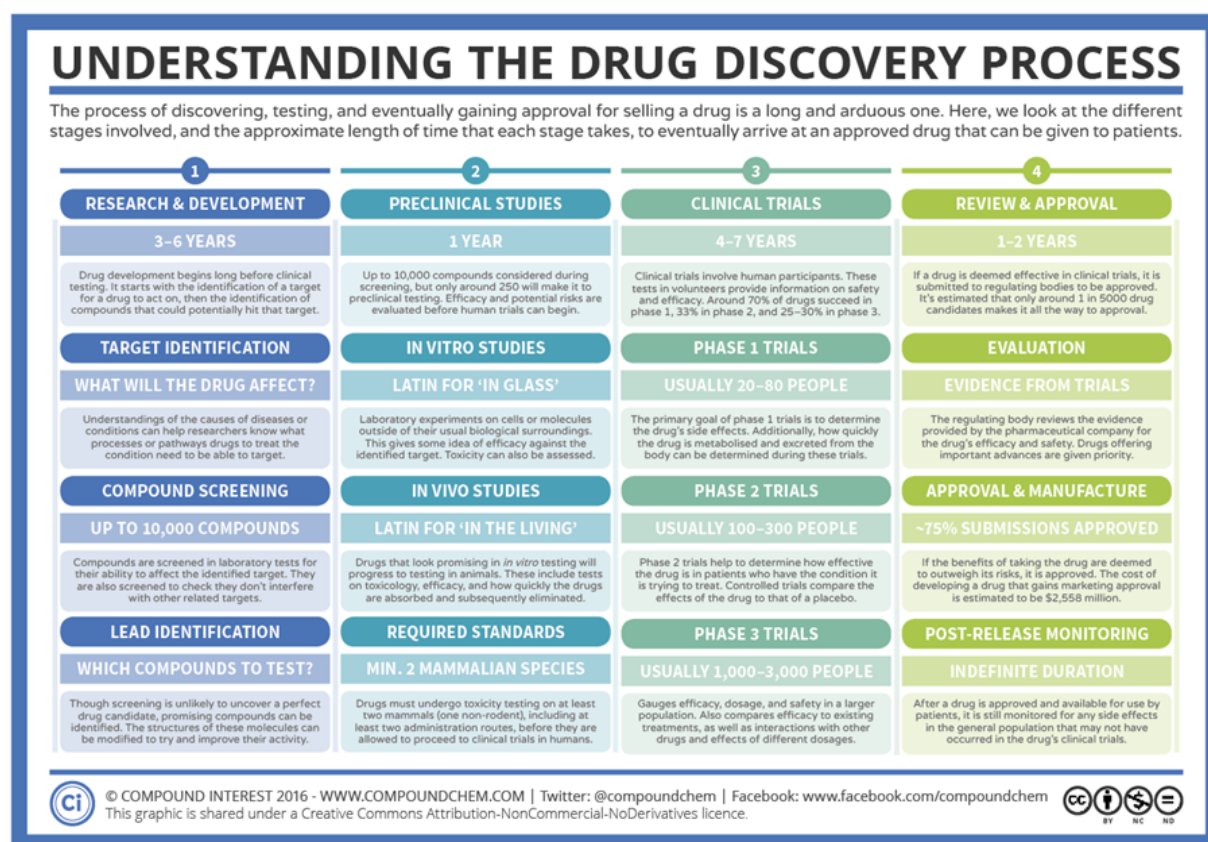 UNDERSTANDING THE DRUG DISCOVERY PROCESS
The process of discovering, testing, and eventually gaining approval for selling a drug is a long and arduous one. Here, we look at the different
stages involved, and the approximate length of time that each stage takes, to eventually arrive at an approved drug that can be given to patients.
1
RESEARCH & DEVELOPMENT
3–6 YEARS
Drug development begins long before clinical
testing. It starts with the identification of a target
for a drug to act on, then the identification of
compounds that could potentially hit that target.
TARGET IDENTIFICATION
WHAT WILL THE DRUG AFFECT?
Understandings of the causes of diseases or
conditions can help researchers know what
processes or pathways drugs to treat the
condition need to be able to target.
COMPOUND SCREENING
UP TO 10,000 COMPOUNDS
Compounds are screened in laboratory tests for
their ability to affect the identified target. They
are also screened to check they don't interfere
with other related targets.
LEAD IDENTIFICATION
WHICH COMPOUNDS TO TEST?
Though screening is unlikely to uncover a perfect
drug candidate, promising compounds can be
identified. The structures of these molecules can
be modified to try and improve their activity.
2
PRECLINICAL STUDIES
1 YEAR
Up to 10,000 compounds considered during
screening, but only around 250 will make it to
preclinical testing. Efficacy and potential risks are
evaluated before human trials can begin.
IN VITRO STUDIES
LATIN FOR ‘IN GLASS’
Laboratory experiments on cells or molecules
outside of their usual biological surroundings.
This gives some idea of efficacy against the
identified target. Toxicity can also be assessed.
IN VIVO STUDIES
LATIN FOR ‘IN THE LIVING’
Drugs that look promising in in vitro testing will
progress to testing in animals. These include tests
on toxicology, efficacy, and how quickly the drugs
are absorbed and subsequently eliminated.
REQUIRED STANDARDS
MIN. 2 MAMMALIAN SPECIES
Drugs must undergo toxicity testing on at least
two mammals (one non-rodent), including at
least two administration routes, before they are
allowed to proceed to clinical trials in humans.
3
CLINICAL TRIALS
4–7 YEARS
Clinical trials involve human participants. These
tests in volunteers provide information on safety
and efficacy. Around 70% of drugs succeed in
phase 1, 33% in phase 2, and 25–30% in phase 3.
PHASE 1 TRIALS
USUALLY 20–80 PEOPLE
The primary goal of phase 1 trials is to determine
the drug's side effects. Additionally, how quickly
the drug is metabolised and excreted from the
body can be determined during these trials.
PHASE 2 TRIALS
USUALLY 100–300 PEOPLE
Phase 2 trials help to determine how effective
the drug is in patients who have the condition it
is trying to treat. Controlled trials compare the
effects of the drug to that of a placebo.
PHASE 3 TRIALS
USUALLY 1,000–3,000 PEOPLE
Gauges efficacy, dosage, and safety in a larger
population. Also compares efficacy to existing
treatments, as well as interactions with other
drugs and effects of different dosages.
4
REVIEW & APPROVAL
1–2 YEARS
If a drug is deemed effective in clinical trials, it is
submitted to regulating bodies to be approved.
It's estimated that only around 1 in 5000 drug
candidates makes it all the way to approval.
EVALUATION
EVIDENCE FROM TRIALS
The regulating body reviews the evidence
provided by the pharmaceutical company for
the drug's efficacy and safety. Drugs offering
important advances are given priority.
APPROVAL & MANUFACTURE
~75% SUBMISSIONS APPROVED
If the benefits of taking the drug are deemed
to outweigh its risks, it is approved. The cost of
developing a drug that gains marketing approval
is estimated to be $2,558 million.
POST-RELEASE MONITORING
INDEFINITE DURATION
After a drug is approved and available for use by
patients, it is still monitored for any side effects
in the general population that may not have
occurred in the drug's clinical trials.
Ci
© COMPOUND INTEREST 2016 - WWW.COMPOUNDCHEM.COM | Twitter: @compoundchem | Facebook: www.facebook.com/compoundchem
This graphic is shared under a Creative Commons Attribution-NonCommercial-NoDerivatives licence.
cc
BY NC ND